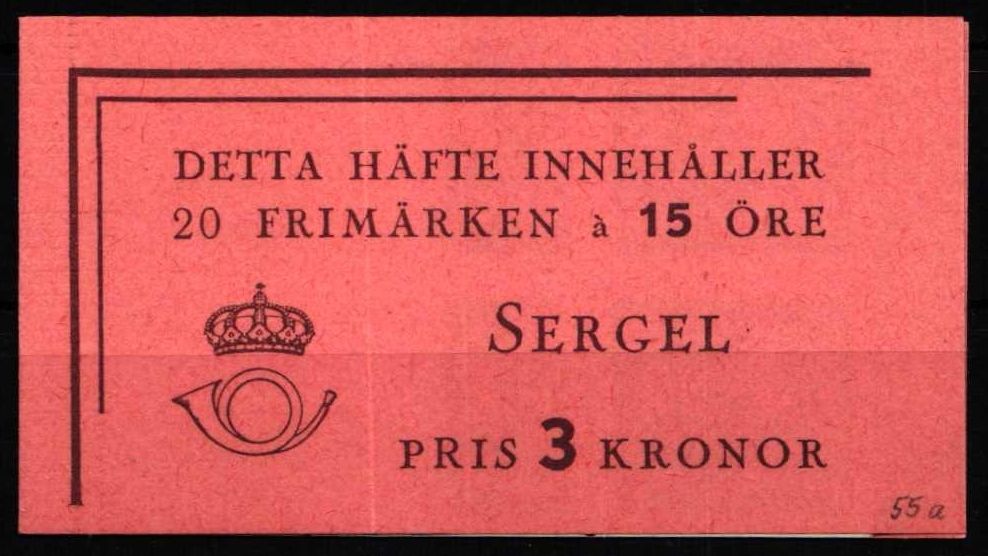 DETTA HÄFTE INNEHÅLLER
20 FRIMÄRKEN à 15 ÖRE
SERGEL
PRIS 3 KRONOR
55a